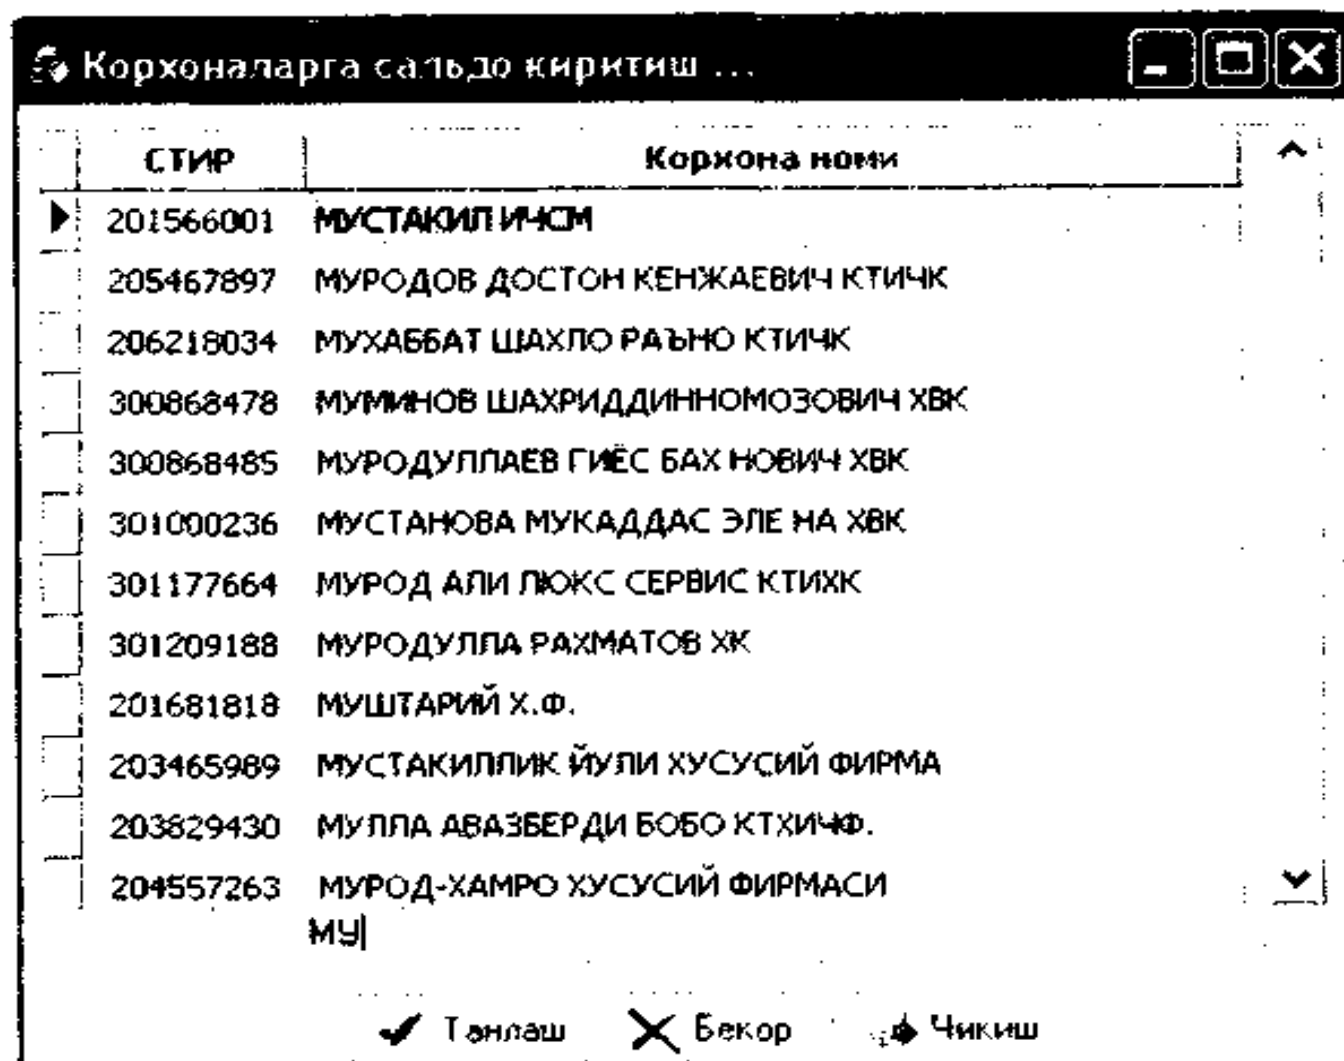 Корхоналарга сальдо киритиш ...
СТИР Корхона номи
201566001 МУСТАКИЛ ИЧСМ
205467897 МУРОДОВ ДОСТОН КЕНЖАЕВИЧ КТИЧК
206218034 МУХАББАТ ШАХЛО РАЪНО КТИЧК
300868478 МУМИНОВ ШАХРИДДИННОМОЗОВИЧ ХВК
300868485 МУРОДУЛЛАЕВ ГИЁС БАХ НОВИЧ ХВК
301000236 МУСТАНОВА МУКАДДАС ЭЛЕ НА ХВК
301177664 МУРОД АЛИ ЛЮКС СЕРВИС КТИХК
301209188 МУРОДУЛЛА РАХМАТОВ ХК
201681818 МУШТАРИЙ Х.Ф.
203465989 МУСТАКИЛЛИК ЙУЛИ ХУСУСИЙ ФИРМА
203829430 МУЛЛА АВАЗБЕРДИ БОБО КТХИЧФ.
204557263 МУРОД-ХАМРО ХУСУСИЙ ФИРМАСИ
МУ
Танлаш Бекор Чикиш